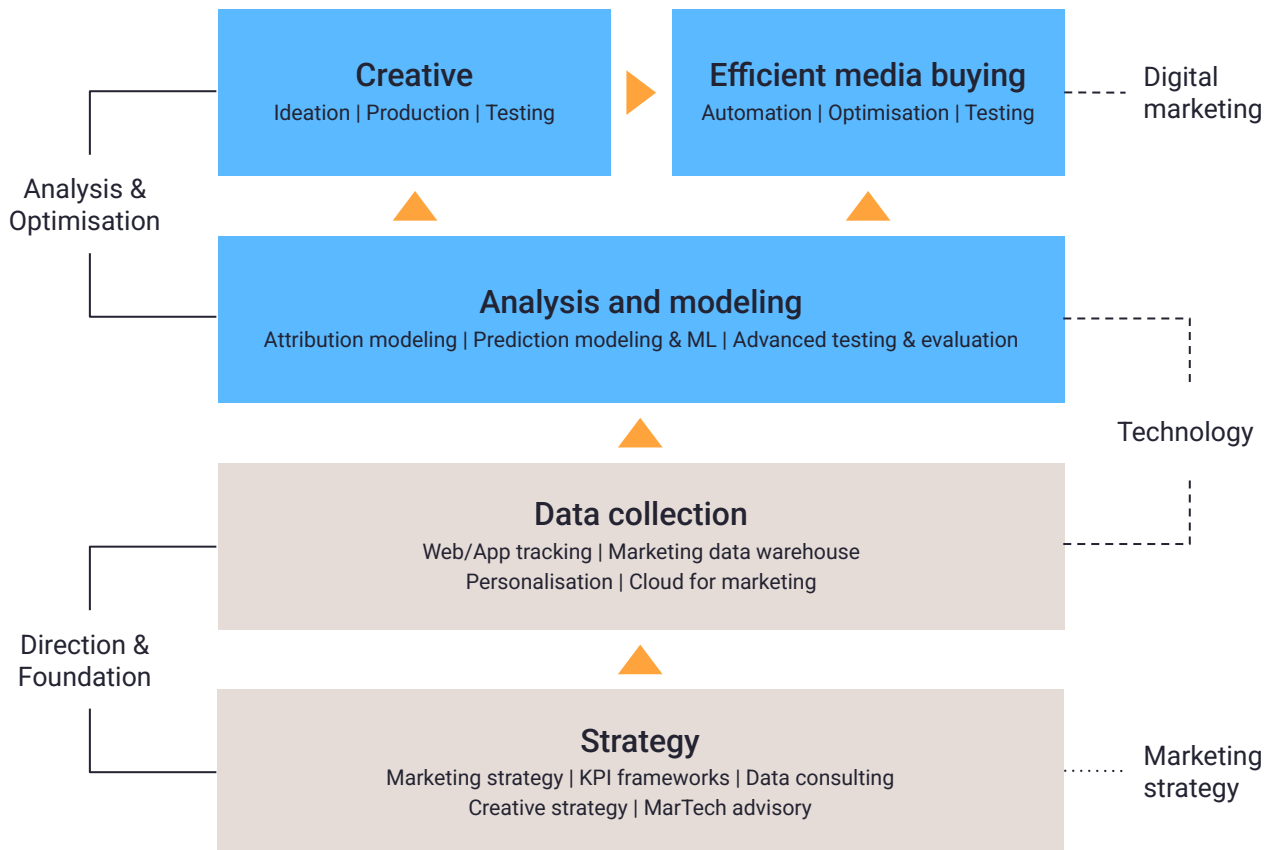 Creative
Ideation | Production | Testing
Efficient media buying
Automation | Optimisation | Testing
Digital
marketing
Analysis &
Optimisation
Analysis and modeling
Attribution modeling | Prediction modeling & ML | Advanced testing & evaluation
Technology
Data collection
Web/App tracking | Marketing data warehouse
Personalisation | Cloud for marketing
Direction &
Foundation
Strategy
Marketing strategy | KPI frameworks | Data consulting
Creative strategy | MarTech advisory
Marketing
strategy